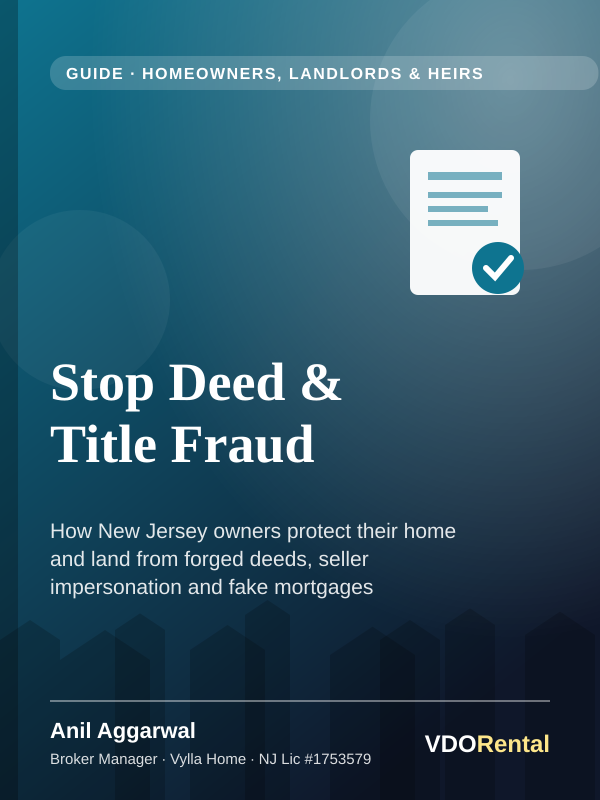 GUIDE · HOMEOWNERS, LANDLORDS & HEIRS
Stop Deed &
Title Fraud
How New Jersey owners protect their home
and land from forged deeds, seller
impersonation and fake mortgages
Anil Aggarwal
Broker Manager · Vylla Home · NJ Lic #1753579
VDORental